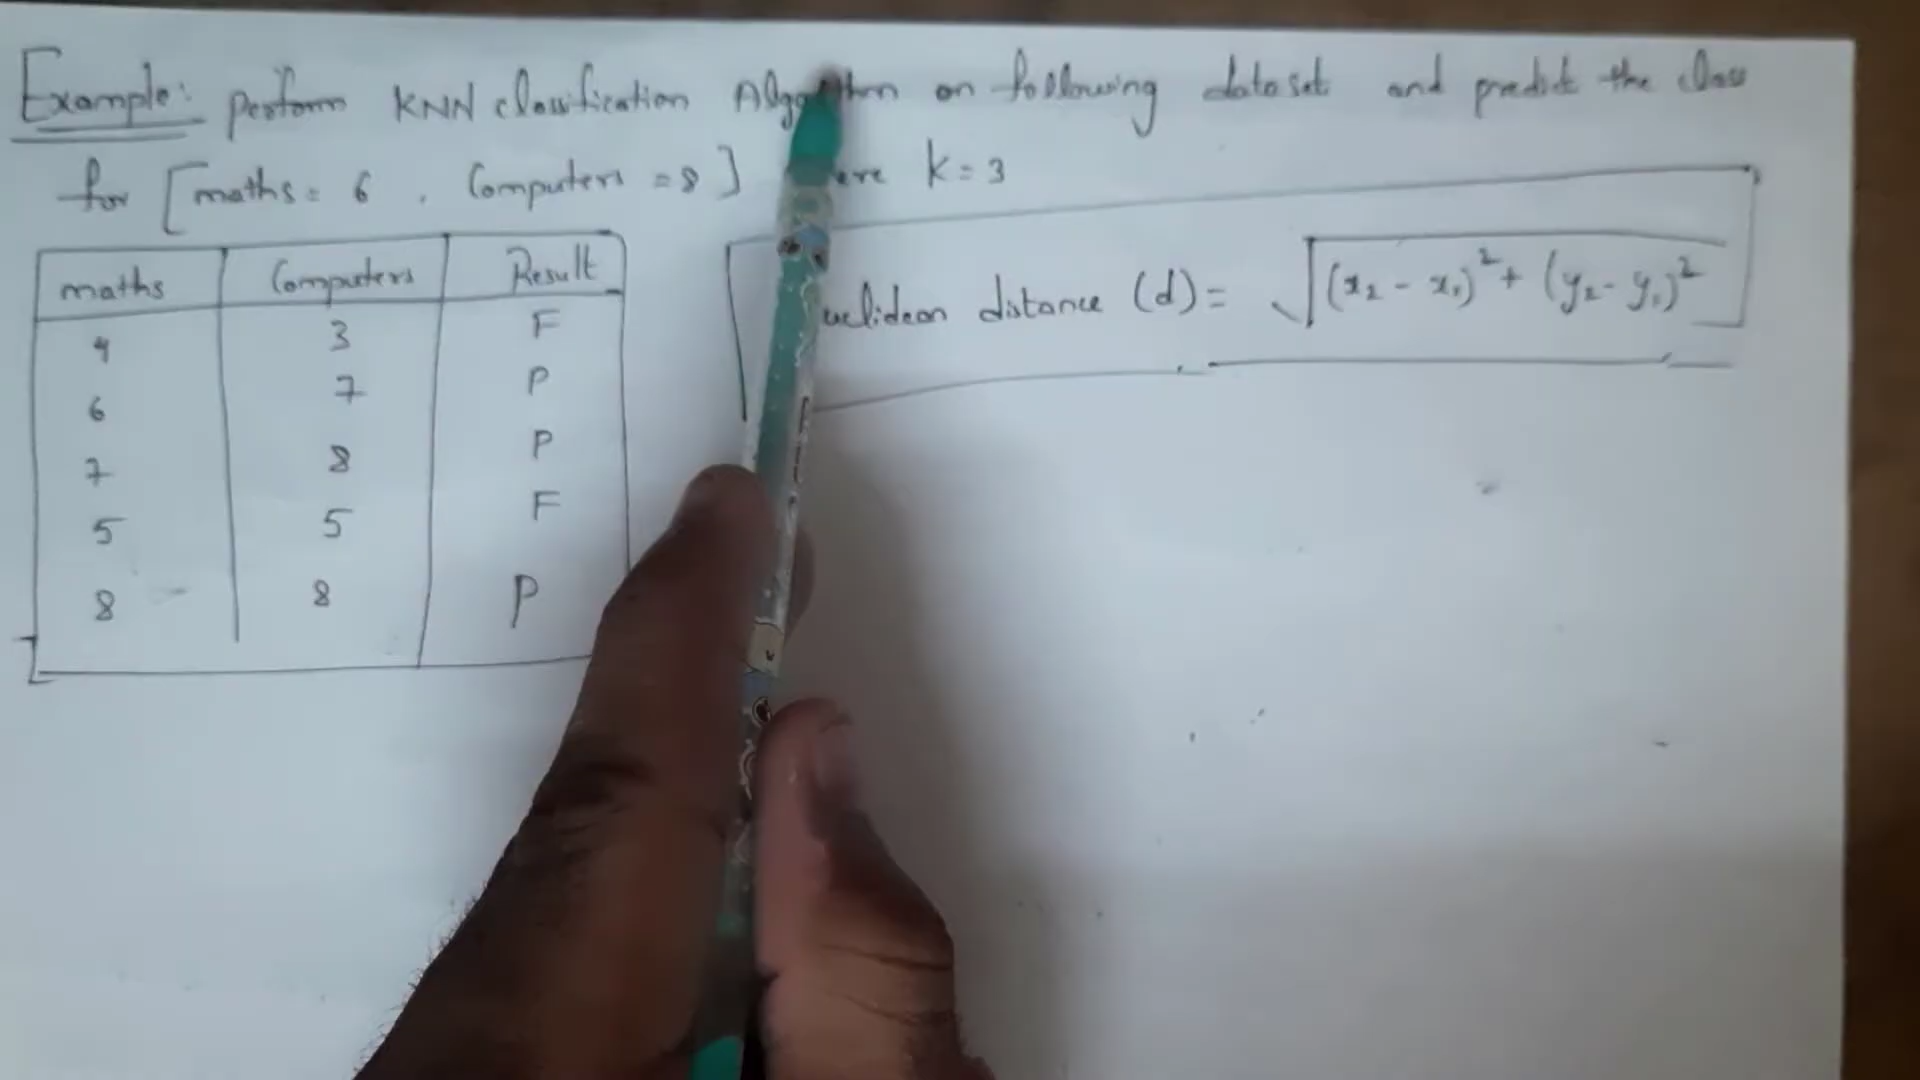 Example: perform KNN classification Algorithm on following dataset and predict the class
for [maths = 6 , Computers = 8] k = 3
maths Computers Result
4 3 F
6 7 P
7 8 P
5 5 F
8 8 P
distance (d) = √(x₂ - x₁)² + (y₂ - y₁)²